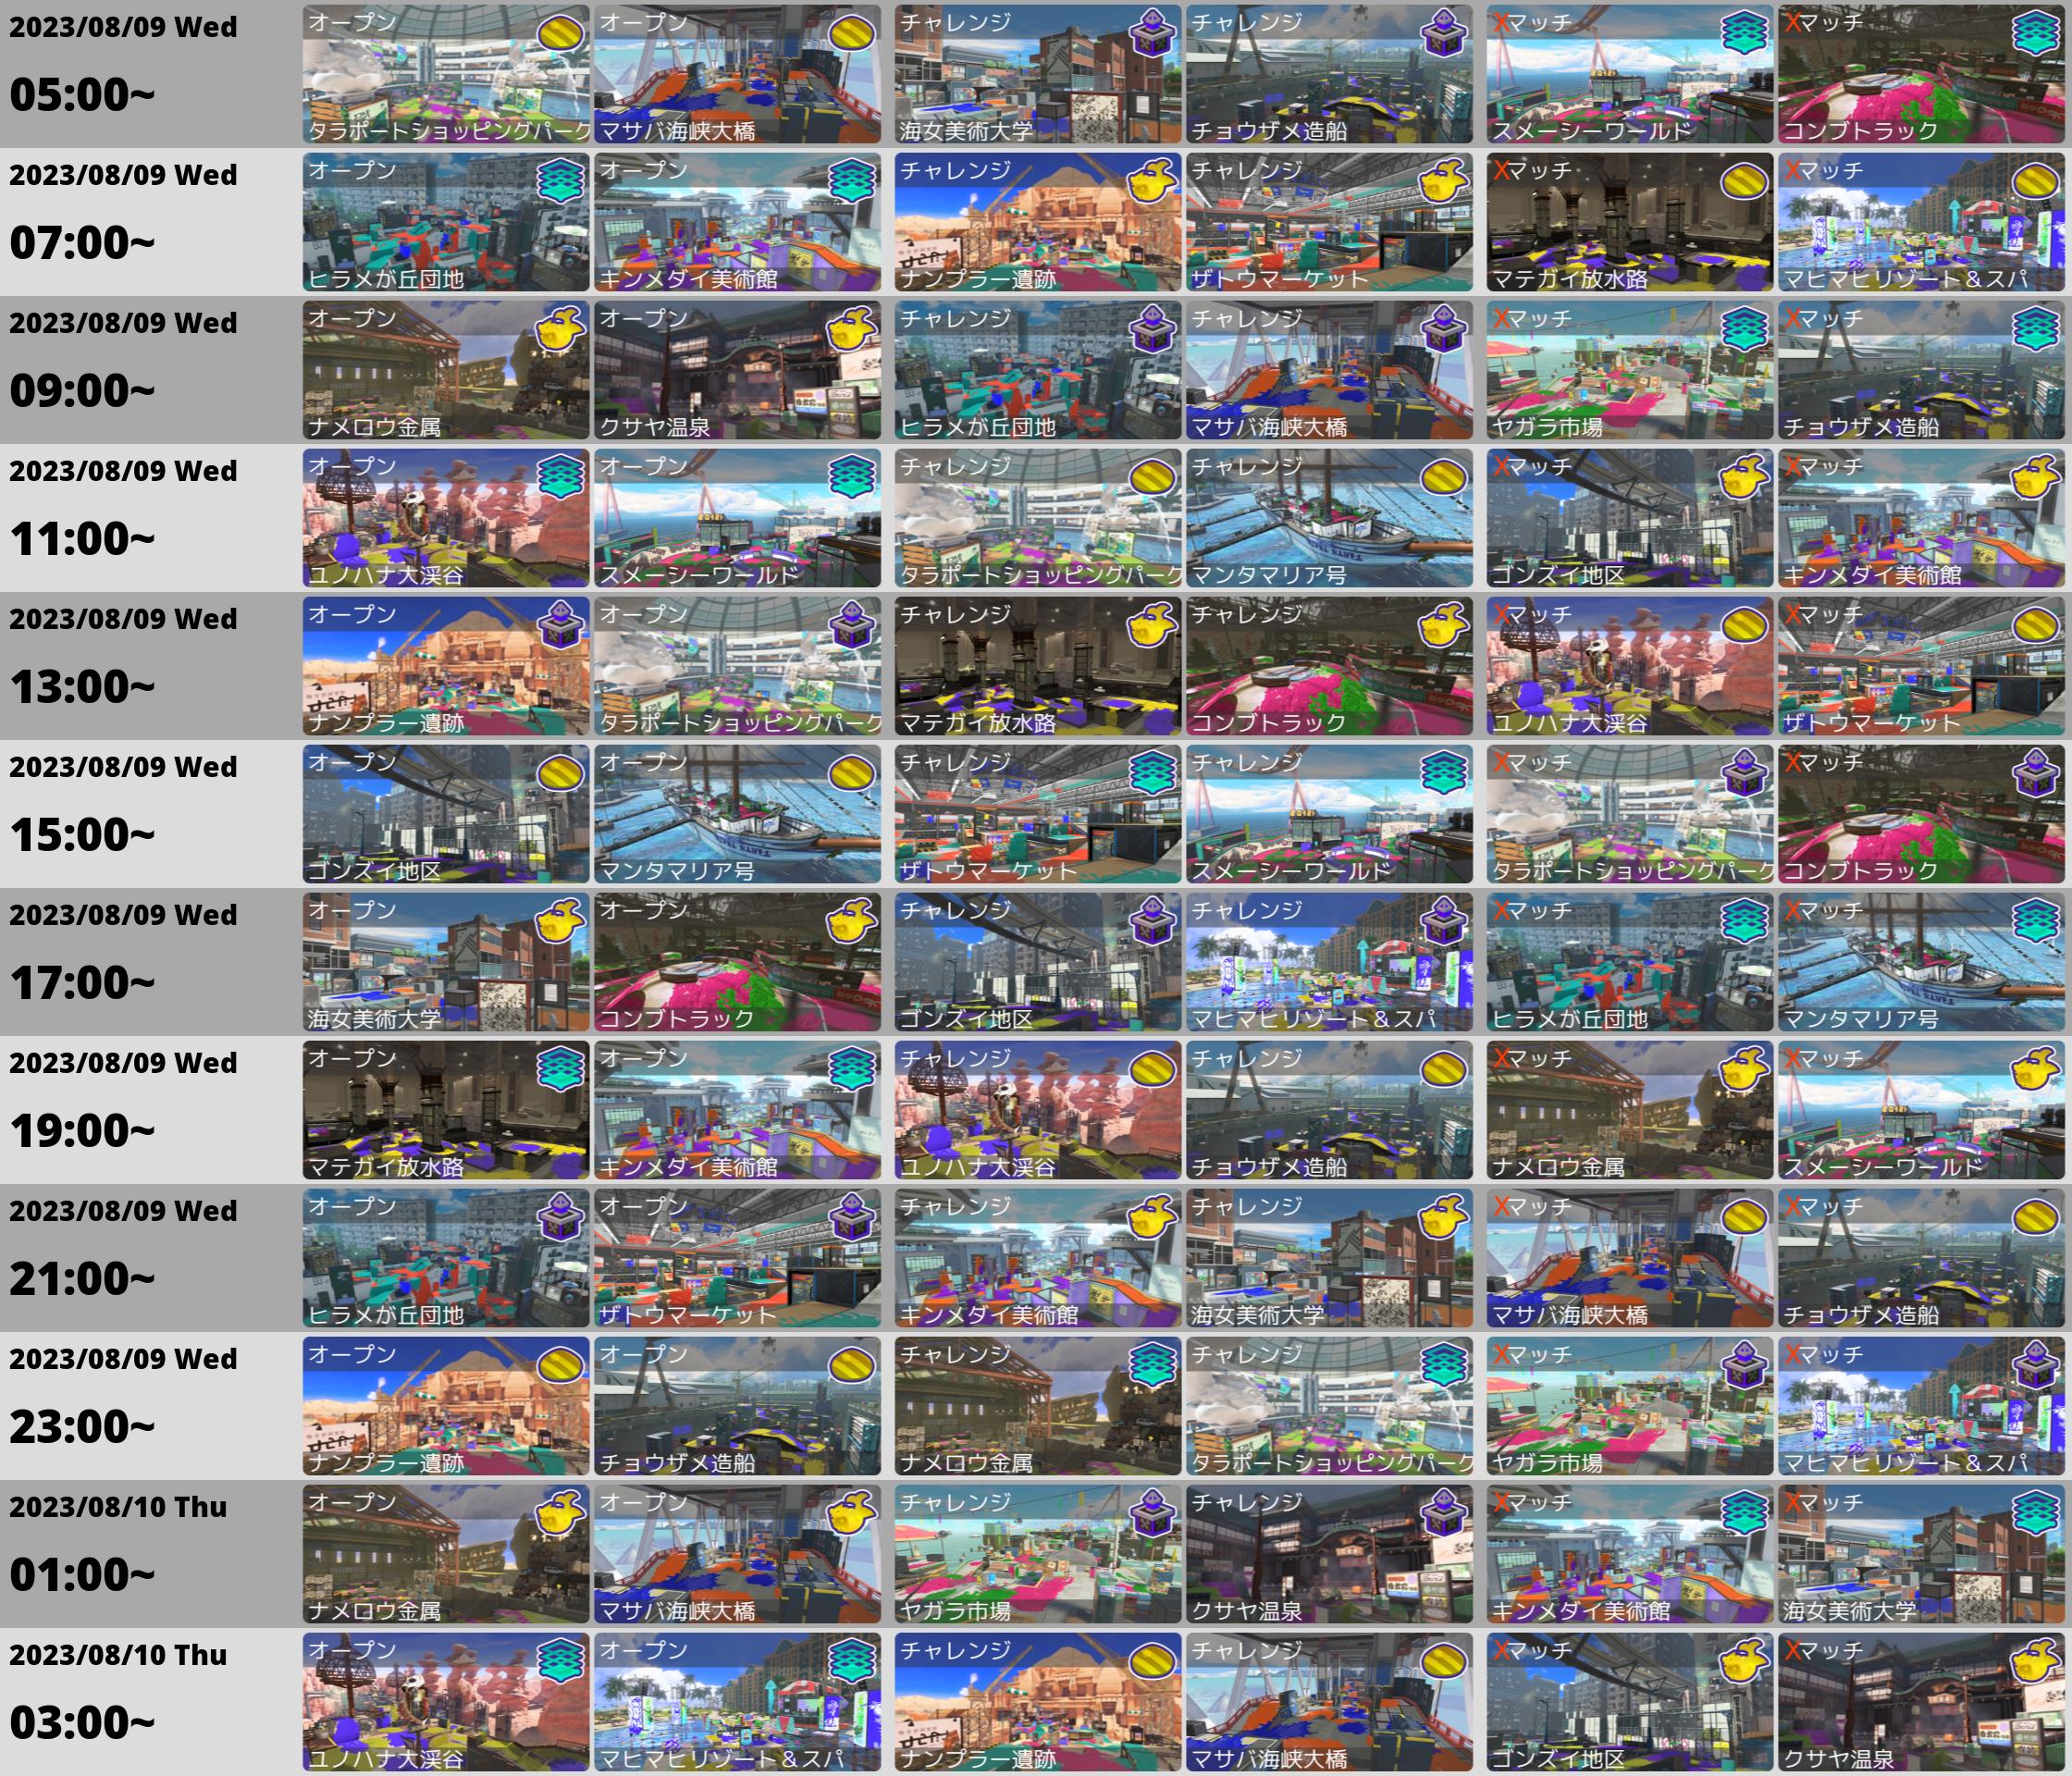 2023/08/09 Wed
05:00~
オープン オープン チャレンジ チャレンジ Xマッチ Xマッチ
タラポートショッピングパーク マサバ海峡大橋 海女美術大学 チョウザメ造船 スメーシーワールド コンブトラック
2023/08/09 Wed
07:00~
オープン オープン チャレンジ チャレンジ Xマッチ Xマッチ
ヒラメが丘団地 キンメダイ美術館 ナンプラー遺跡 ザトウマーケット マテガイ放水路 マヒマヒリゾート&スパ
2023/08/09 Wed
09:00~
オープン オープン チャレンジ チャレンジ Xマッチ Xマッチ
ナメロウ金属 クサヤ温泉 ヒラメが丘団地 マサバ海峡大橋 ヤガラ市場 チョウザメ造船
2023/08/09 Wed
11:00~
オープン オープン チャレンジ チャレンジ Xマッチ Xマッチ
ユノハナ大渓谷 スメーシーワールド タラポートショッピングパーク マンタマリア号 ゴンズイ地区 キンメダイ美術館
2023/08/09 Wed
13:00~
オープン オープン チャレンジ チャレンジ Xマッチ Xマッチ
ナンプラー遺跡 タラポートショッピングパーク マテガイ放水路 コンブトラック ユノハナ大渓谷 ザトウマーケット
2023/08/09 Wed
15:00~
オープン オープン チャレンジ チャレンジ Xマッチ Xマッチ
ゴンズイ地区 マンタマリア号 ザトウマーケット スメーシーワールド タラポートショッピングパーク コンブトラック
2023/08/09 Wed
17:00~
オープン オープン チャレンジ チャレンジ Xマッチ Xマッチ
海女美術大学 コンブトラック ゴンズイ地区 マヒマヒリゾート&スパ ヒラメが丘団地 マンタマリア号
2023/08/09 Wed
19:00~
オープン オープン チャレンジ チャレンジ Xマッチ Xマッチ
マテガイ放水路 キンメダイ美術館 ユノハナ大渓谷 チョウザメ造船 ナメロウ金属 スメーシーワールド
2023/08/09 Wed
21:00~
オープン オープン チャレンジ チャレンジ Xマッチ Xマッチ
ヒラメが丘団地 ザトウマーケット キンメダイ美術館 海女美術大学 マサバ海峡大橋 チョウザメ造船
2023/08/09 Wed
23:00~
オープン オープン チャレンジ チャレンジ Xマッチ Xマッチ
ナンプラー遺跡 チョウザメ造船 ナメロウ金属 タラポートショッピングパーク ヤガラ市場 マヒマヒリゾート&スパ
2023/08/10 Thu
01:00~
オープン オープン チャレンジ チャレンジ Xマッチ Xマッチ
ナメロウ金属 マサバ海峡大橋 ヤガラ市場 クサヤ温泉 キンメダイ美術館 海女美術大学
2023/08/10 Thu
03:00~
オープン オープン チャレンジ チャレンジ Xマッチ Xマッチ
ユノハナ大渓谷 マヒマヒリゾート&スパ ナンプラー遺跡 マサバ海峡大橋 ゴンズイ地区 クサヤ温泉